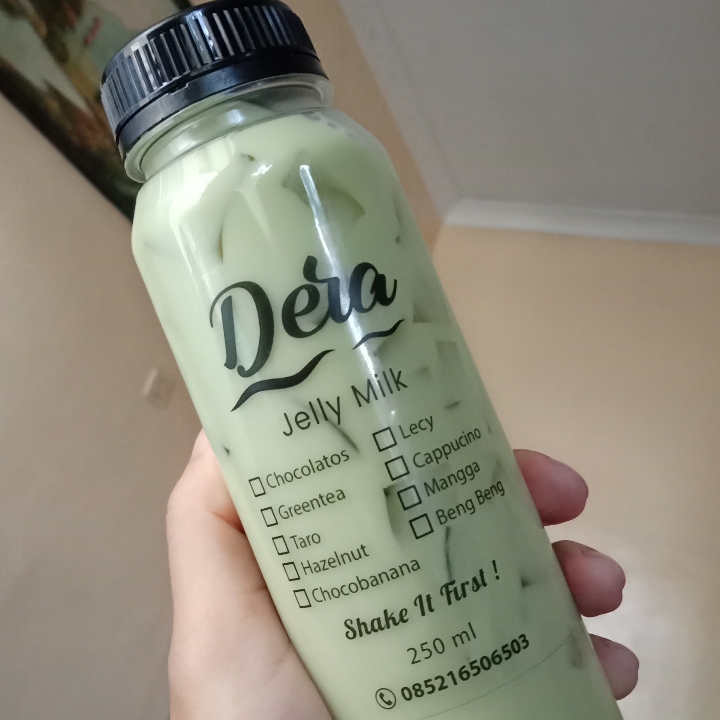 Dera
Jelly Milk
Chocolatos
Greentea
Taro
Hazelnut
Chocobanana
Lecy
Cappucino
Mangga
Beng Beng
Shake It First !
250 ml
085216506503